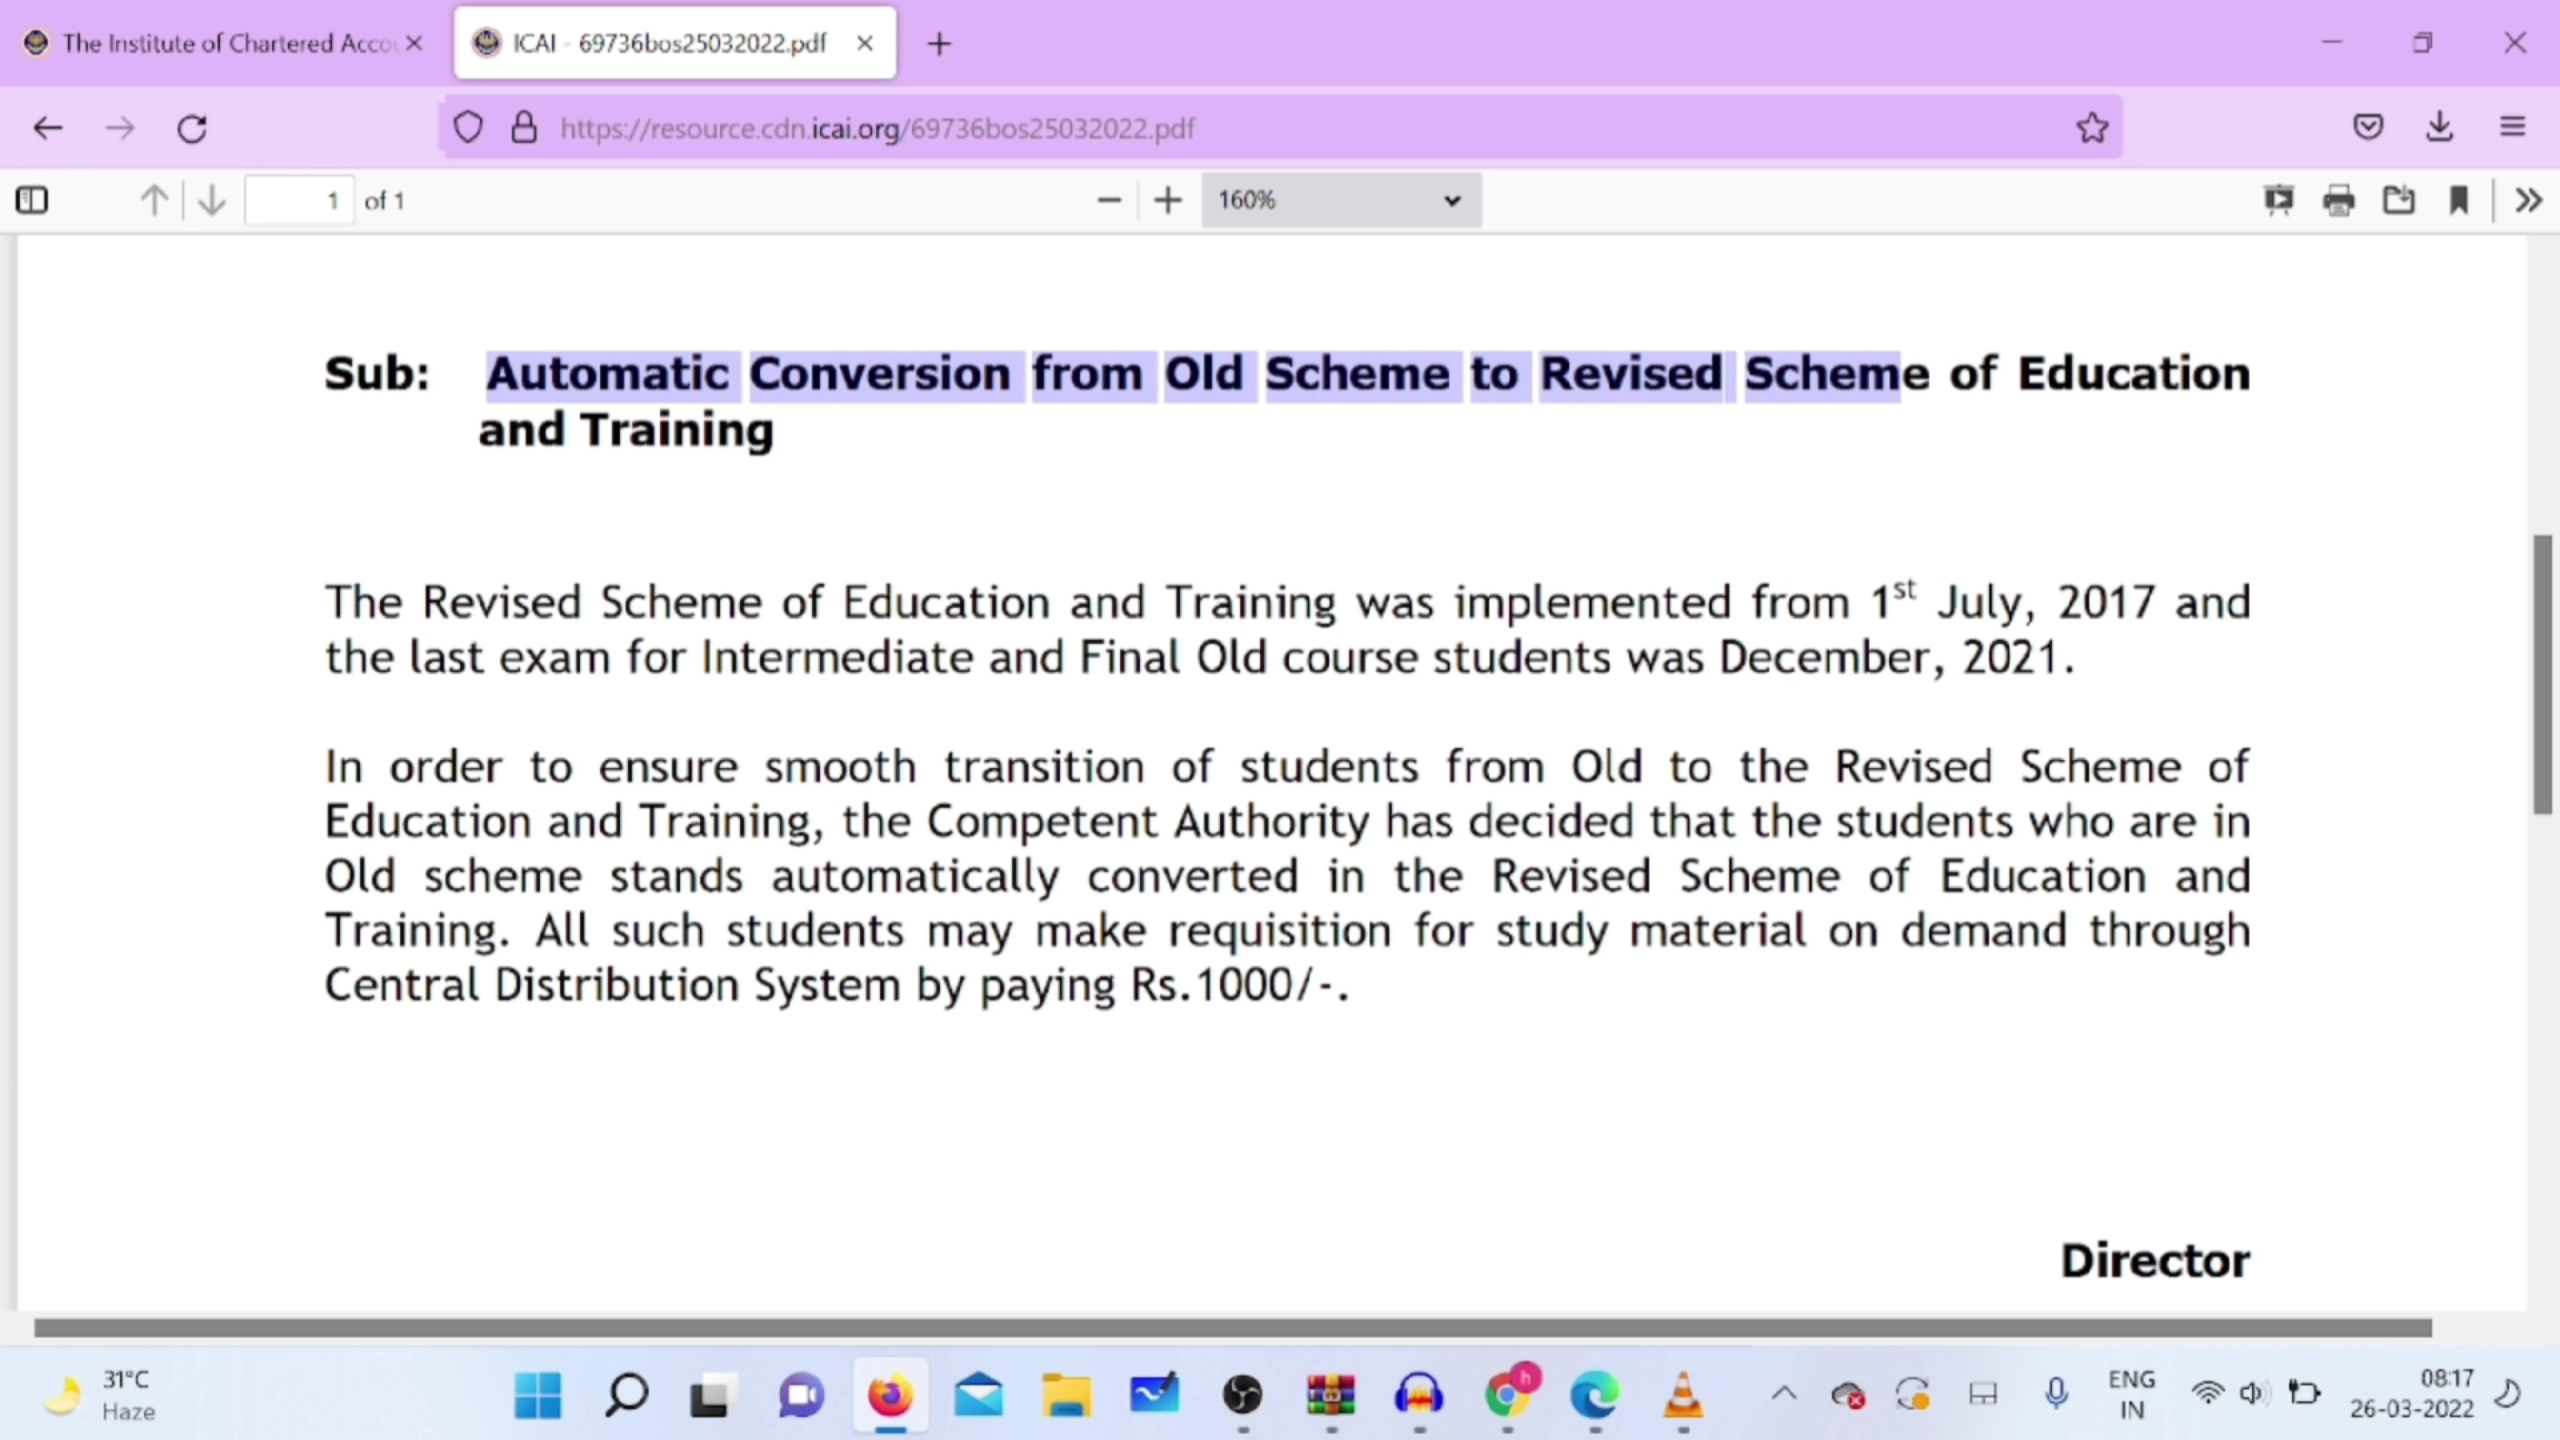 The Institute of Chartered Acco
ICAI - 69736bos25032022.pdf
https://resource.cdn.icai.org/69736bos25032022.pdf
1 of 1
160%
Sub: Automatic Conversion from Old Scheme to Revised Scheme of Education
and Training
The Revised Scheme of Education and Training was implemented from 1st July, 2017 and
the last exam for Intermediate and Final Old course students was December, 2021.
In order to ensure smooth transition of students from Old to the Revised Scheme of
Education and Training, the Competent Authority has decided that the students who are in
Old scheme stands automatically converted in the Revised Scheme of Education and
Training. All such students may make requisition for study material on demand through
Central Distribution System by paying Rs.1000/-.
Director
31°C
Haze
h
ENG
IN
08:17
26-03-2022